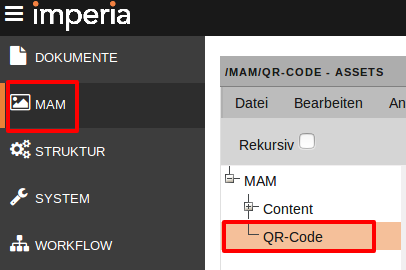 imperia
DOKUMENTE
MAM
STRUKTUR
SYSTEM
WORKFLOW
/MAM/QR-CODE - ASSETS
Datei Bearbeiten An
Rekursiv
MAM
Content
QR-Code